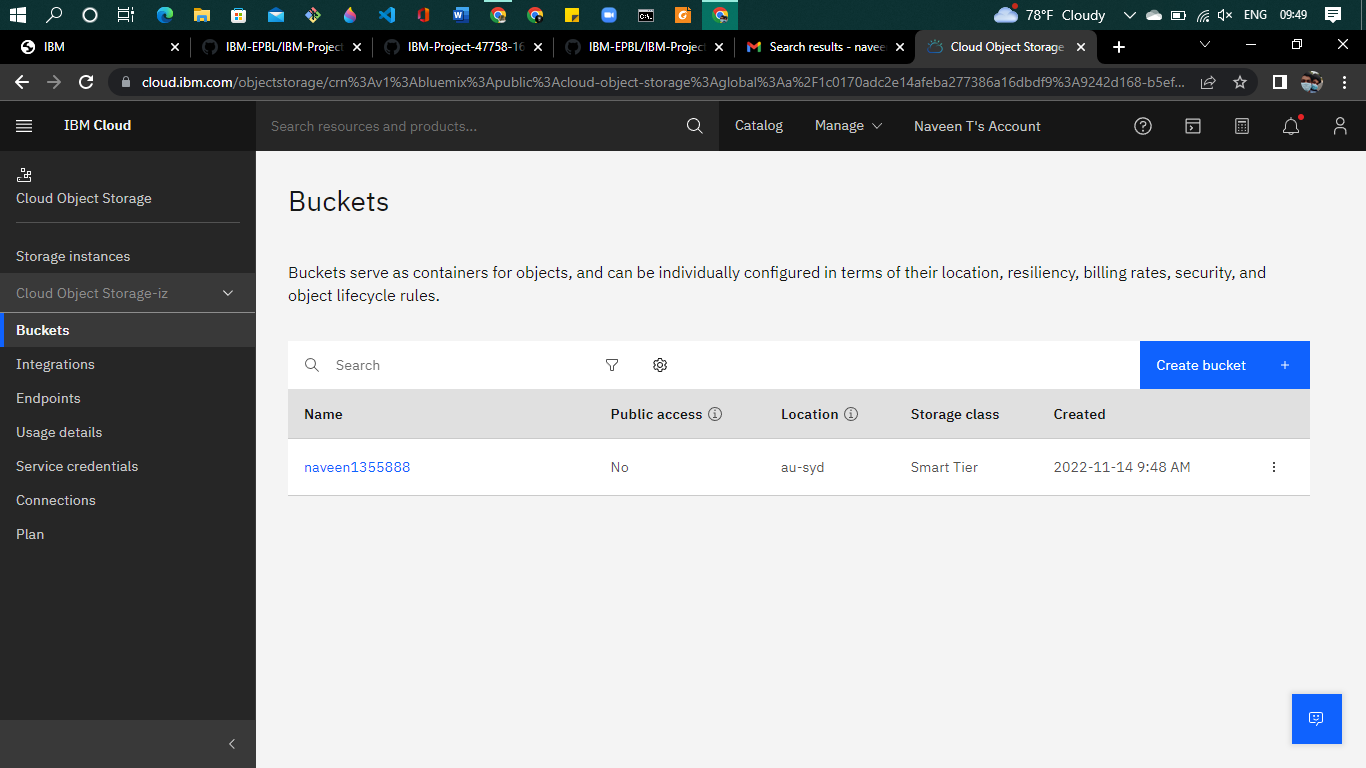 78°F Cloudy
ENG
09:49
IBM
IBM-EPBL/IBM-Project
IBM-Project-47758-16
IBM-EPBL/IBM-Project
Search results - navee
Cloud Object Storage
cloud.ibm.com/objectstorage/crn%3Av1%3Abluemix%3Apublic%3Acloud-object-storage%3Aglobal%3Aa%2F1c0170adc2e14afeba277386a16dbdf9%3A9242d168-b5ef...
IBM Cloud
Search resources and products...
Catalog
Manage
Naveen T's Account
Cloud Object Storage
Storage instances
Cloud Object Storage-iz
Buckets
Integrations
Endpoints
Usage details
Service credentials
Connections
Plan
Buckets
Buckets serve as containers for objects, and can be individually configured in terms of their location, resiliency, billing rates, security, and
object lifecycle rules.
Search
Create bucket +
Name Public access Location Storage class Created
naveen1355888 No au-syd Smart Tier 2022-11-14 9:48 AM